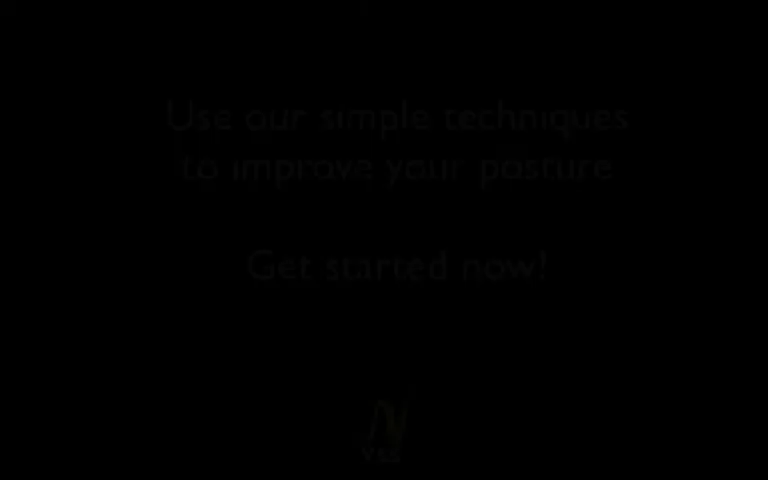 Use our simple techniques
to improve your posture
Get started now!